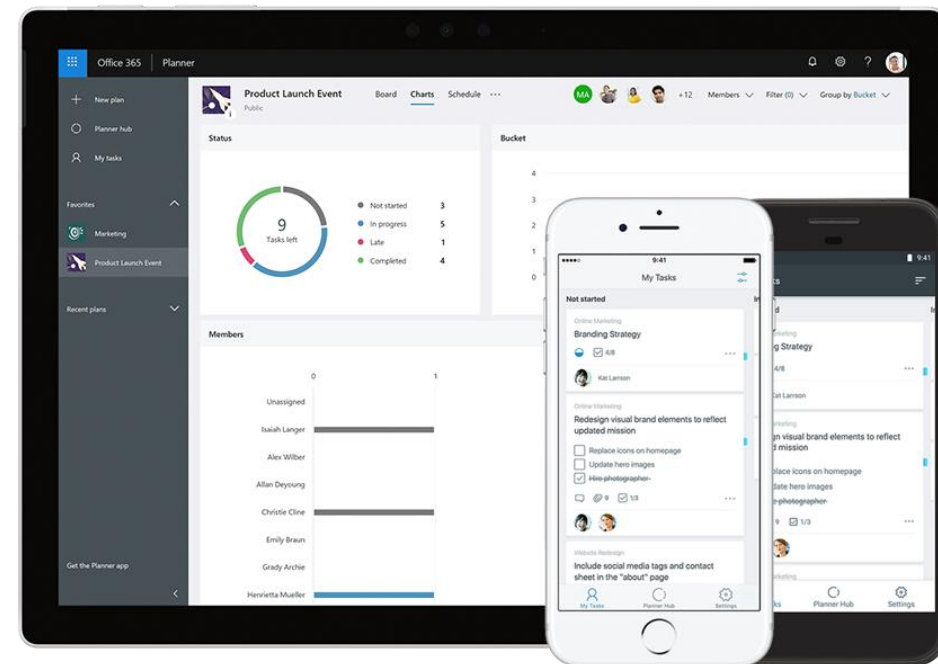 Office 365 Planner
New plan
Planner hub
My tasks
Favorites
Marketing
Product Launch Event
Recent plans
Get the Planner app
Product Launch Event
Public
Board Charts Schedule ...
MA +12 Members Filter (0) Group by Bucket
Status
9
Tasks left
Not started 3
In progress 5
Late 1
Completed 4
Bucket
4
3
2
1
0
Members
0 1
Unassigned
Isaiah Langer
Alex Wilber
Allan Deyoung
Christie Cline
Emily Braun
Grady Archie
Henrietta Mueller
9:41
My Tasks
Not started
Online Marketing
Branding Strategy
4/8
Kat Larrson
Online Marketing
Redesign visual brand elements to reflect
updated mission
Replace icons on homepage
Update hero images
Hire photographer
9 1/3
Website Redesign
Include social media tags and contact
sheet in the "about" page
My Tasks Planner Hub Settings
9:41
Strategy
4/8
Larrson
visual brand elements to reflect
mission
icons on homepage
hero images
photographer
9 1/3
Planner Hub Settings